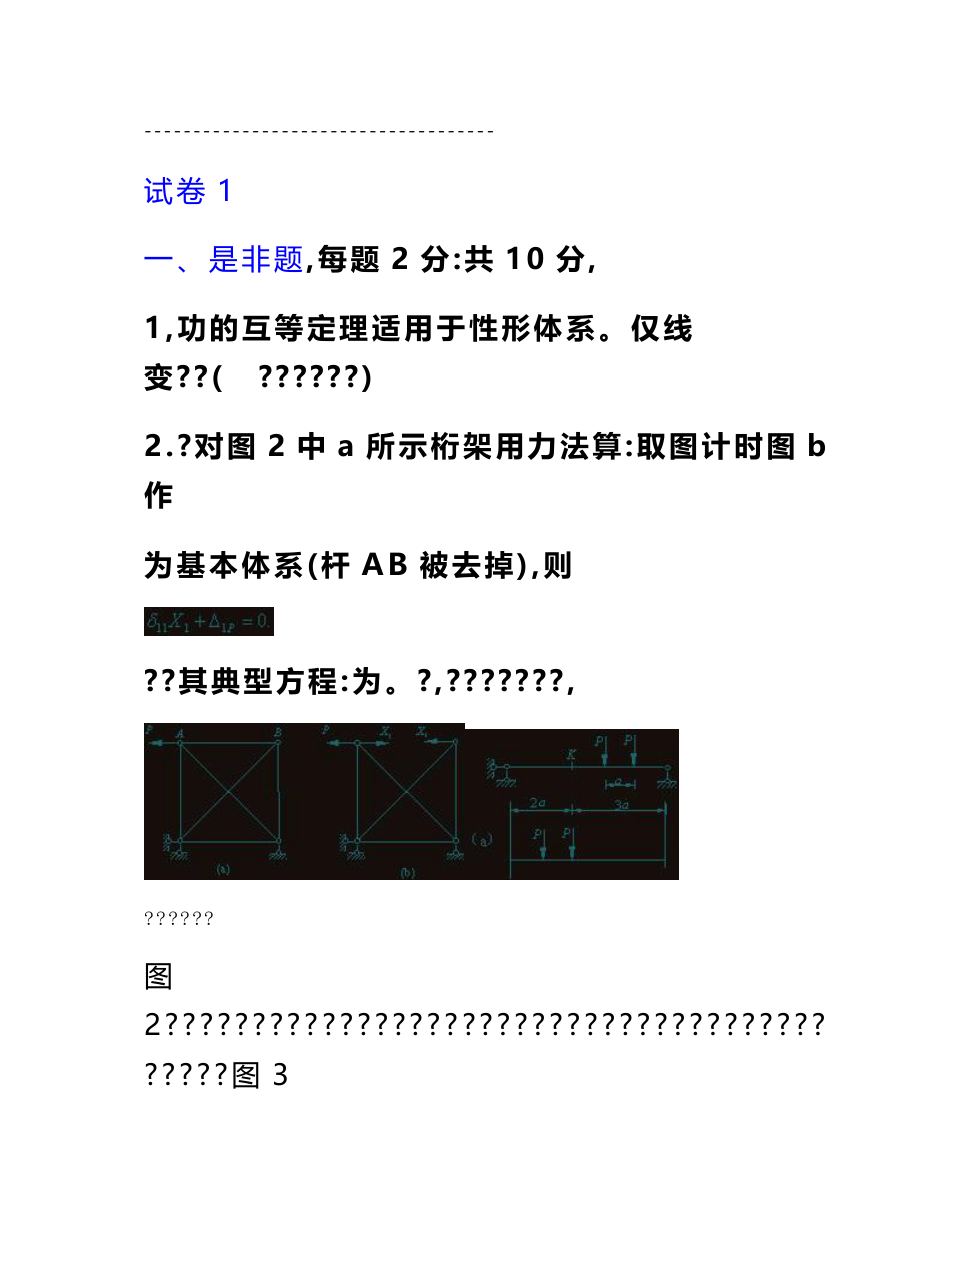 ------------------------------------
试卷 1
一、是非题,每题 2 分:共 10 分,
1,功的互等定理适用于性形体系。仅线
变??(　??????)
2.?对图 2 中 a 所示桁架用力法算:取图计时图 b
作
为基本体系(杆 AB 被去掉),则
δ₁₁X₁+Δ₁P=0.
??其典型方程:为。?,???????,
P A B P X₁ X₁
(a) (b)
K P P
a
2a 3a
P P
(a)
??????
图
2??????????????????????????????????????
?????图 3